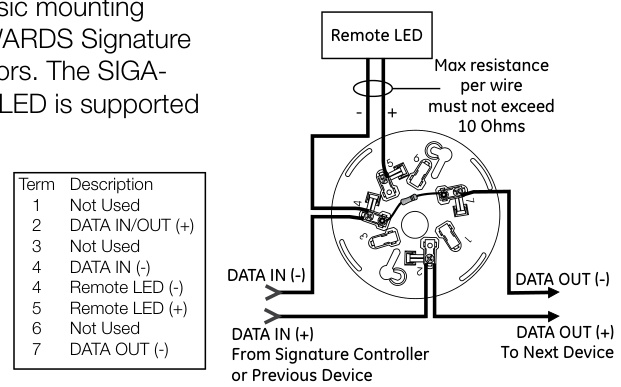 sic mounting
WARDS Signature
ors. The SIGA-
LED is supported
Remote LED
Max resistance
per wire
must not exceed
10 Ohms
- +
Term Description
1 Not Used
2 DATA IN/OUT (+)
3 Not Used
4 DATA IN (-)
4 Remote LED (-)
5 Remote LED (+)
6 Not Used
7 DATA OUT (-)
5
6
4
7
3
1
2
DATA IN (-)
DATA OUT (-)
DATA IN (+)
From Signature Controller
or Previous Device
DATA OUT (+)
To Next Device